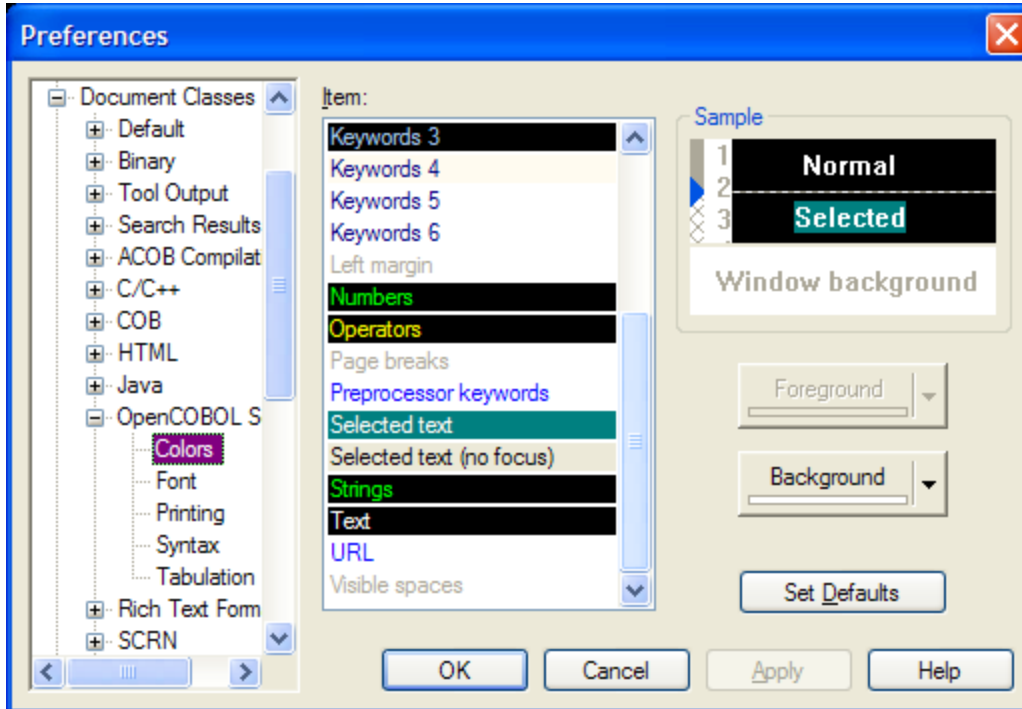 Preferences
Document Classes
Default
Binary
Tool Output
Search Results
ACOB Compilat
C/C++
COB
HTML
Java
OpenCOBOL S
Colors
Font
Printing
Syntax
Tabulation
Rich Text Form
SCRN
Item:
Keywords 3
Keywords 4
Keywords 5
Keywords 6
Left margin
Numbers
Operators
Page breaks
Preprocessor keywords
Selected text
Selected text (no focus)
Strings
Text
URL
Visible spaces
Sample
1 Normal
2
3 Selected
Window background
Foreground
Background
Set Defaults
OK
Cancel
Apply
Help